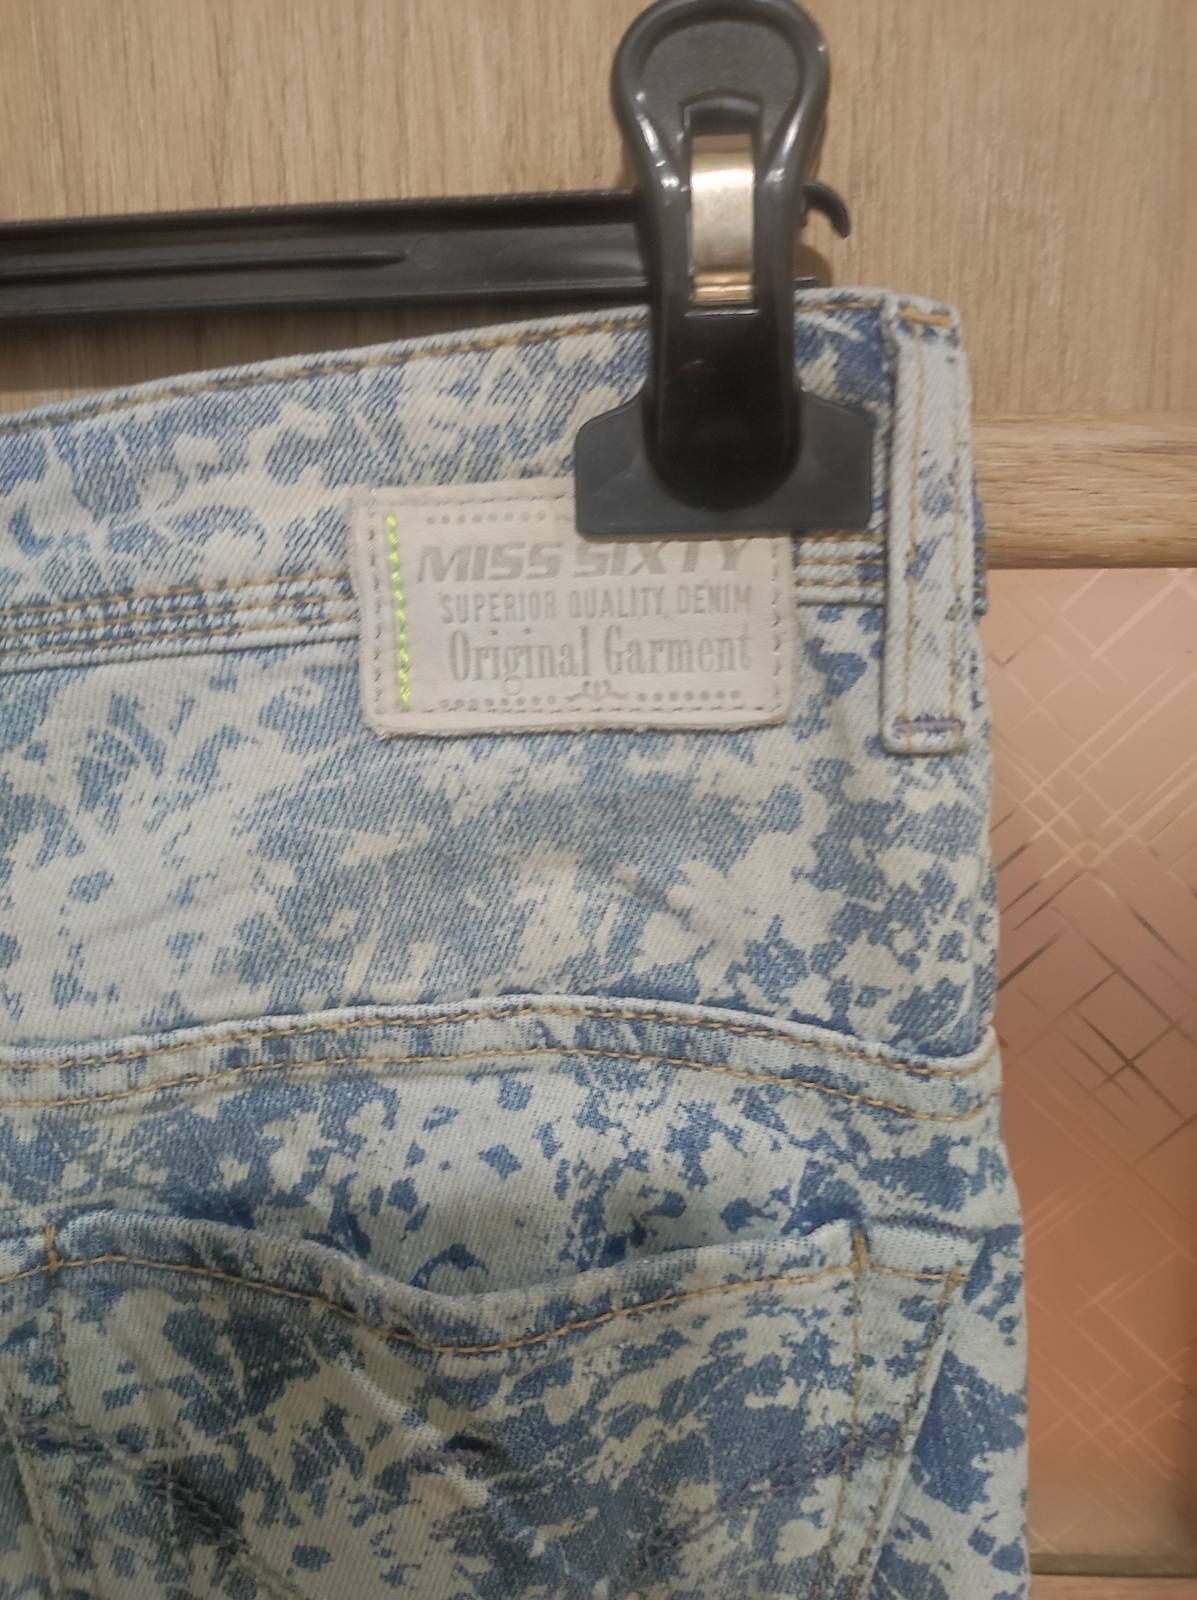 MISS SIXTY
SUPERIOR QUALITY DENIM
Original Garment